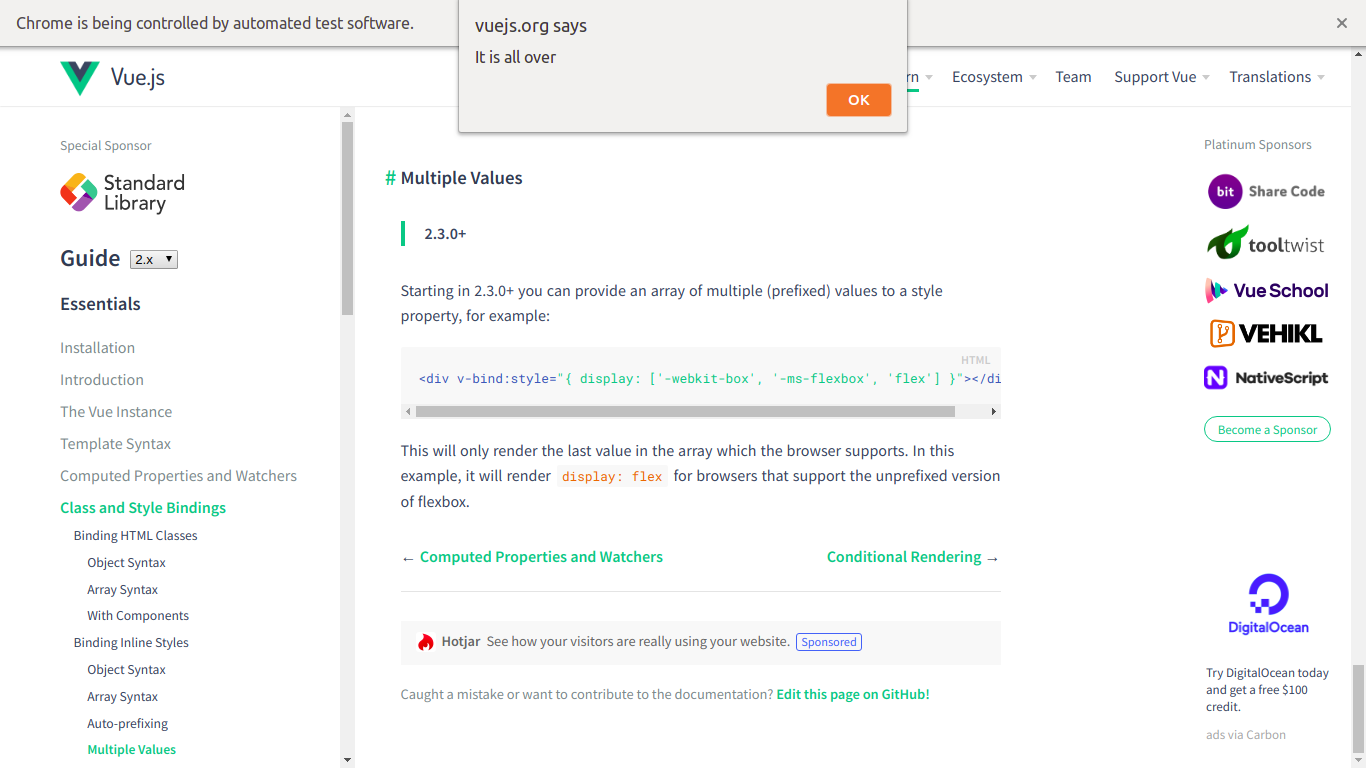 Chrome is being controlled by automated test software.
vuejs.org says
It is all over
OK
Vue.js
rn
Ecosystem
Team
Support Vue
Translations
Special Sponsor
Standard
Library
Guide 2.x
Essentials
Installation
Introduction
The Vue Instance
Template Syntax
Computed Properties and Watchers
Class and Style Bindings
Binding HTML Classes
Object Syntax
Array Syntax
With Components
Binding Inline Styles
Object Syntax
Array Syntax
Auto-prefixing
Multiple Values
# Multiple Values
2.3.0+
Starting in 2.3.0+ you can provide an array of multiple (prefixed) values to a style
property, for example:
HTML
<div v-bind:style="{ display: ['-webkit-box', '-ms-flexbox', 'flex'] }"></di
This will only render the last value in the array which the browser supports. In this
example, it will render display: flex for browsers that support the unprefixed version
of flexbox.
← Computed Properties and Watchers
Conditional Rendering →
Hotjar See how your visitors are really using your website. Sponsored
Caught a mistake or want to contribute to the documentation? Edit this page on GitHub!
Platinum Sponsors
bit Share Code
tooltwist
Vue School
VEHIKL
NativeScript
Become a Sponsor
DigitalOcean
Try DigitalOcean today
and get a free $100
credit.
ads via Carbon